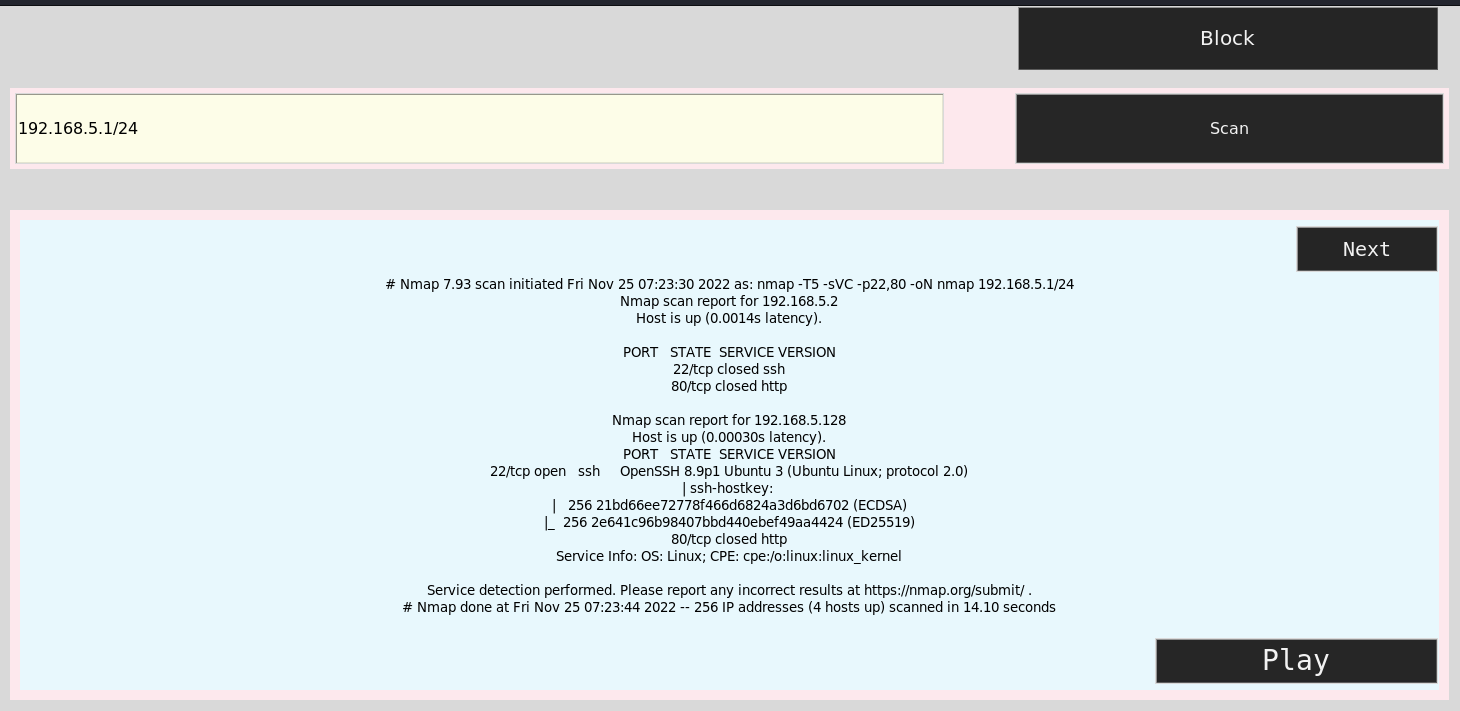 Block
192.168.5.1/24
Scan
Next
# Nmap 7.93 scan initiated Fri Nov 25 07:23:30 2022 as: nmap -T5 -sVC -p22,80 -oN nmap 192.168.5.1/24
Nmap scan report for 192.168.5.2
Host is up (0.0014s latency).
PORT   STATE  SERVICE VERSION
22/tcp closed ssh
80/tcp closed http
Nmap scan report for 192.168.5.128
Host is up (0.00030s latency).
PORT   STATE  SERVICE VERSION
22/tcp open   ssh     OpenSSH 8.9p1 Ubuntu 3 (Ubuntu Linux; protocol 2.0)
| ssh-hostkey:
|   256 21bd66ee72778f466d6824a3d6bd6702 (ECDSA)
|_  256 2e641c96b98407bbd440ebef49aa4424 (ED25519)
80/tcp closed http
Service Info: OS: Linux; CPE: cpe:/o:linux:linux_kernel
Service detection performed. Please report any incorrect results at https://nmap.org/submit/ .
# Nmap done at Fri Nov 25 07:23:44 2022 -- 256 IP addresses (4 hosts up) scanned in 14.10 seconds
Play